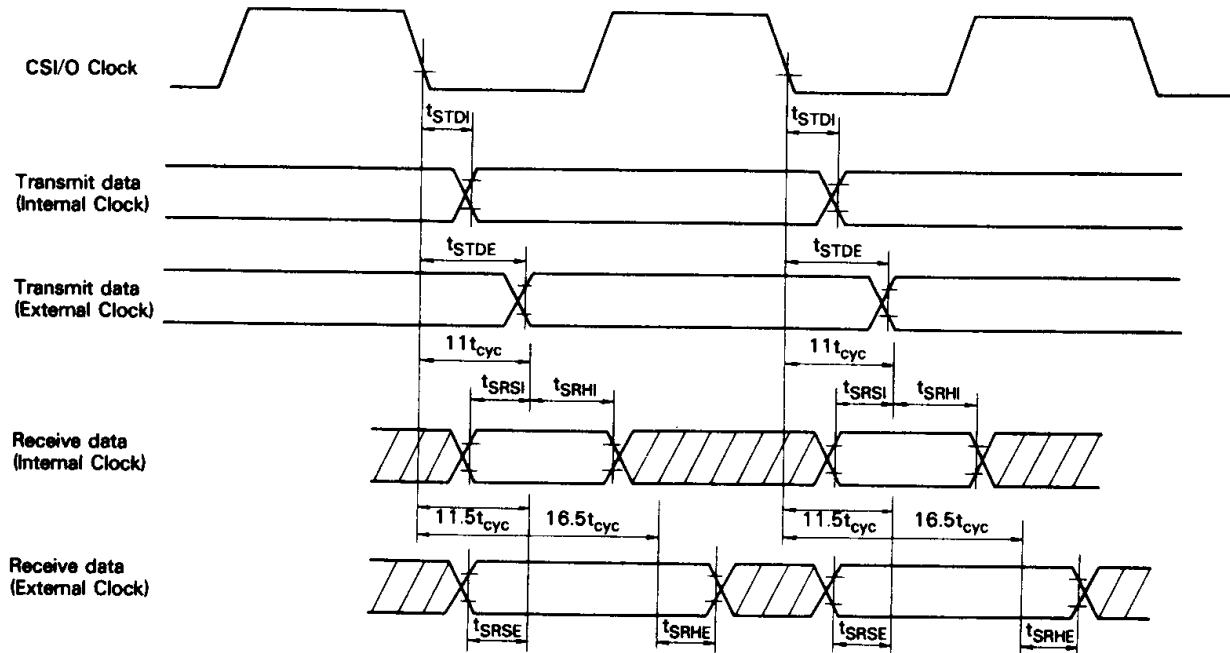 CSI/O Clock
tSTDI tSTDI
Transmit data
(Internal Clock)
tSTDE tSTDE
Transmit data
(External Clock)
11tcyc 11tcyc
tSRSI tSRHI tSRSI tSRHI
Receive data
(Internal Clock)
11.5tcyc 16.5tcyc 11.5tcyc 16.5tcyc
Receive data
(External Clock)
tSRSE tSRHE tSRSE tSRHE